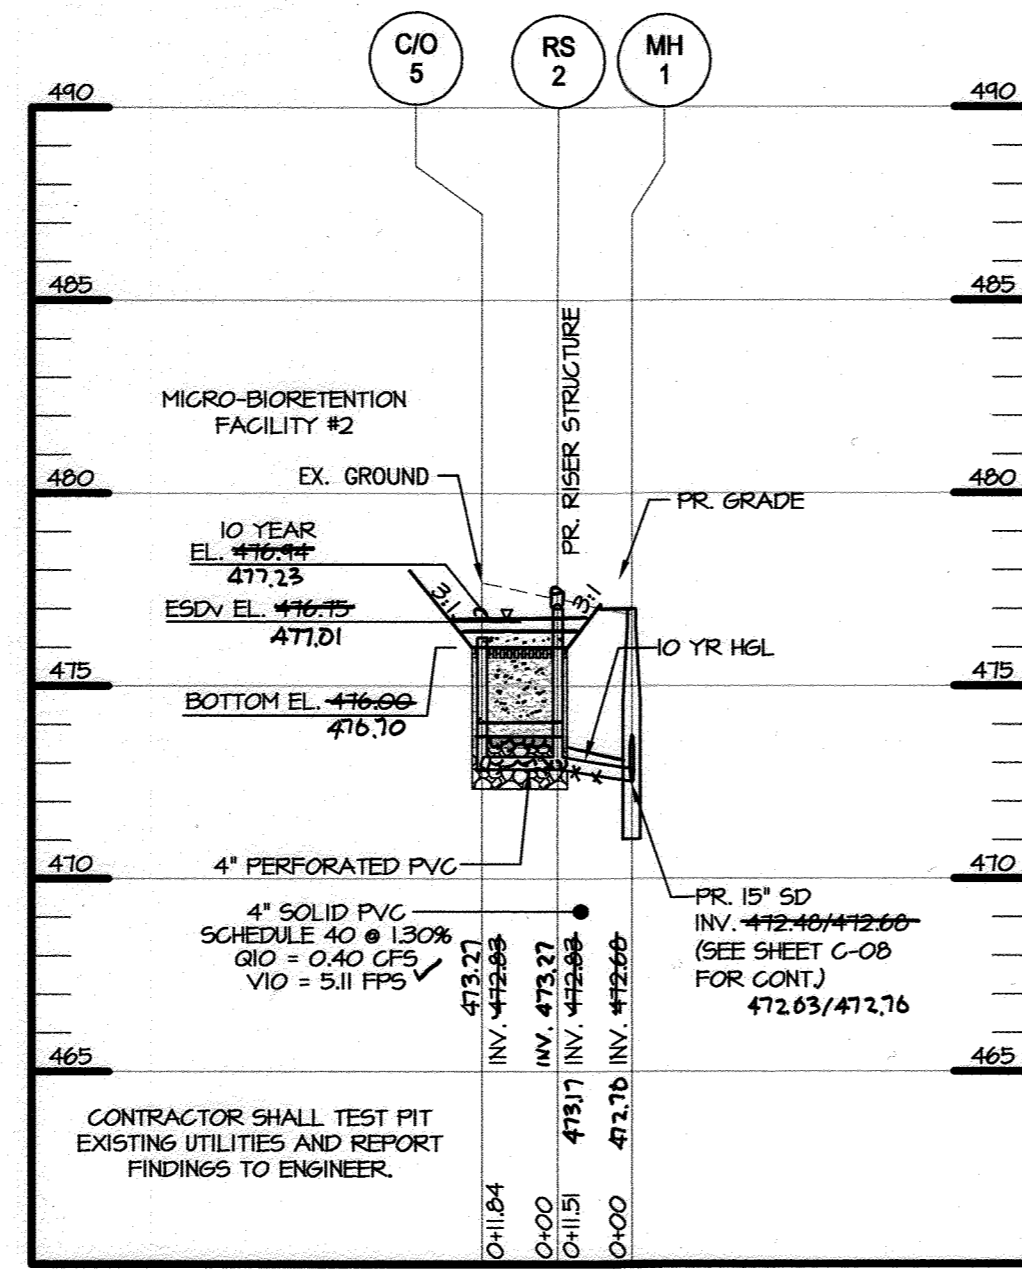 C/O
5
RS
2
MH
1
490
490
485
485
MICRO-BIORETENTION
FACILITY #2
PR. RISER STRUCTURE
EX. GROUND
480
480
PR. GRADE
10 YEAR
EL. 476.94
477.23
3:1
3:1
ESDV EL. 476.75
477.01
10 YR HGL
475
475
BOTTOM EL. 476.00
476.70
4" PERFORATED PVC
470
470
4" SOLID PVC
SCHEDULE 40 @ 1.30%
Q10 = 0.40 CFS
V10 = 5.11 FPS
PR. 15" SD
INV. 472.48/472.60
(SEE SHEET C-08
FOR CONT.)
472.63/472.76
473.27
INV. 472.83
INV. 473.27
INV. 472.83
473.17
INV. 472.68
472.78
465
465
CONTRACTOR SHALL TEST PIT
EXISTING UTILITIES AND REPORT
FINDINGS TO ENGINEER.
0+11.84
0+00
0+11.51
0+00